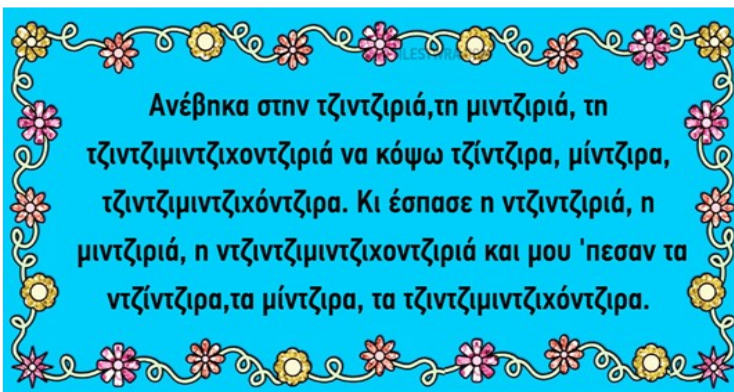 Ανέβηκα στην τζιντζιριά,τη μιντζιριά, τη
τζιντζιμιντζιχοντζιριά να κόψω τζίντζιρα, μίντζιρα,
τζιντζιμιντζιχόντζιρα. Κι έσπασε η ντζιντζιριά, η
μιντζιριά, η ντζιντζιμιντζιχοντζιριά και μου 'πεσαν τα
ντζίντζιρα,τα μίντζιρα, τα τζιντζιμιντζιχόντζιρα.